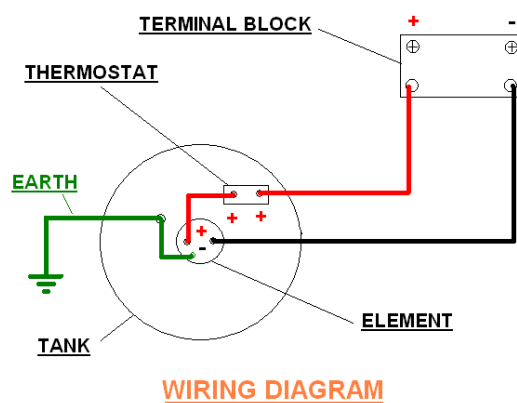 + -
TERMINAL BLOCK
THERMOSTAT
EARTH
+ +
+
-
ELEMENT
TANK
WIRING DIAGRAM